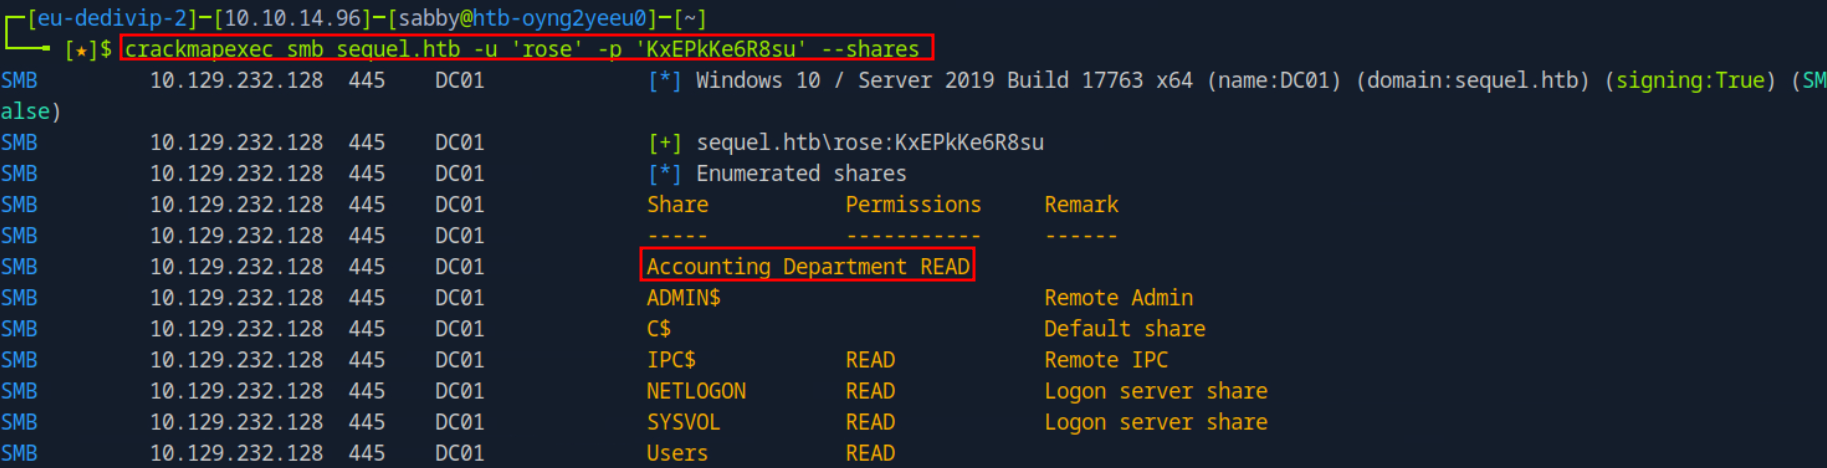 [eu-dedivip-2]-[10.10.14.96]-[sabby@htb-oyng2yeeu0]-[~]
[★]$ crackmapexec smb sequel.htb -u 'rose' -p 'KxEPkKe6R8su' --shares
SMB 10.129.232.128 445 DC01 [*] Windows 10 / Server 2019 Build 17763 x64 (name:DC01) (domain:sequel.htb) (signing:True) (SM
alse)
SMB 10.129.232.128 445 DC01 [+] sequel.htb\rose:KxEPkKe6R8su
SMB 10.129.232.128 445 DC01 [*] Enumerated shares
SMB 10.129.232.128 445 DC01 Share Permissions Remark
SMB 10.129.232.128 445 DC01 ----- ----------- ------
SMB 10.129.232.128 445 DC01 Accounting Department READ
SMB 10.129.232.128 445 DC01 ADMIN$ Remote Admin
SMB 10.129.232.128 445 DC01 C$ Default share
SMB 10.129.232.128 445 DC01 IPC$ READ Remote IPC
SMB 10.129.232.128 445 DC01 NETLOGON READ Logon server share
SMB 10.129.232.128 445 DC01 SYSVOL READ Logon server share
SMB 10.129.232.128 445 DC01 Users READ